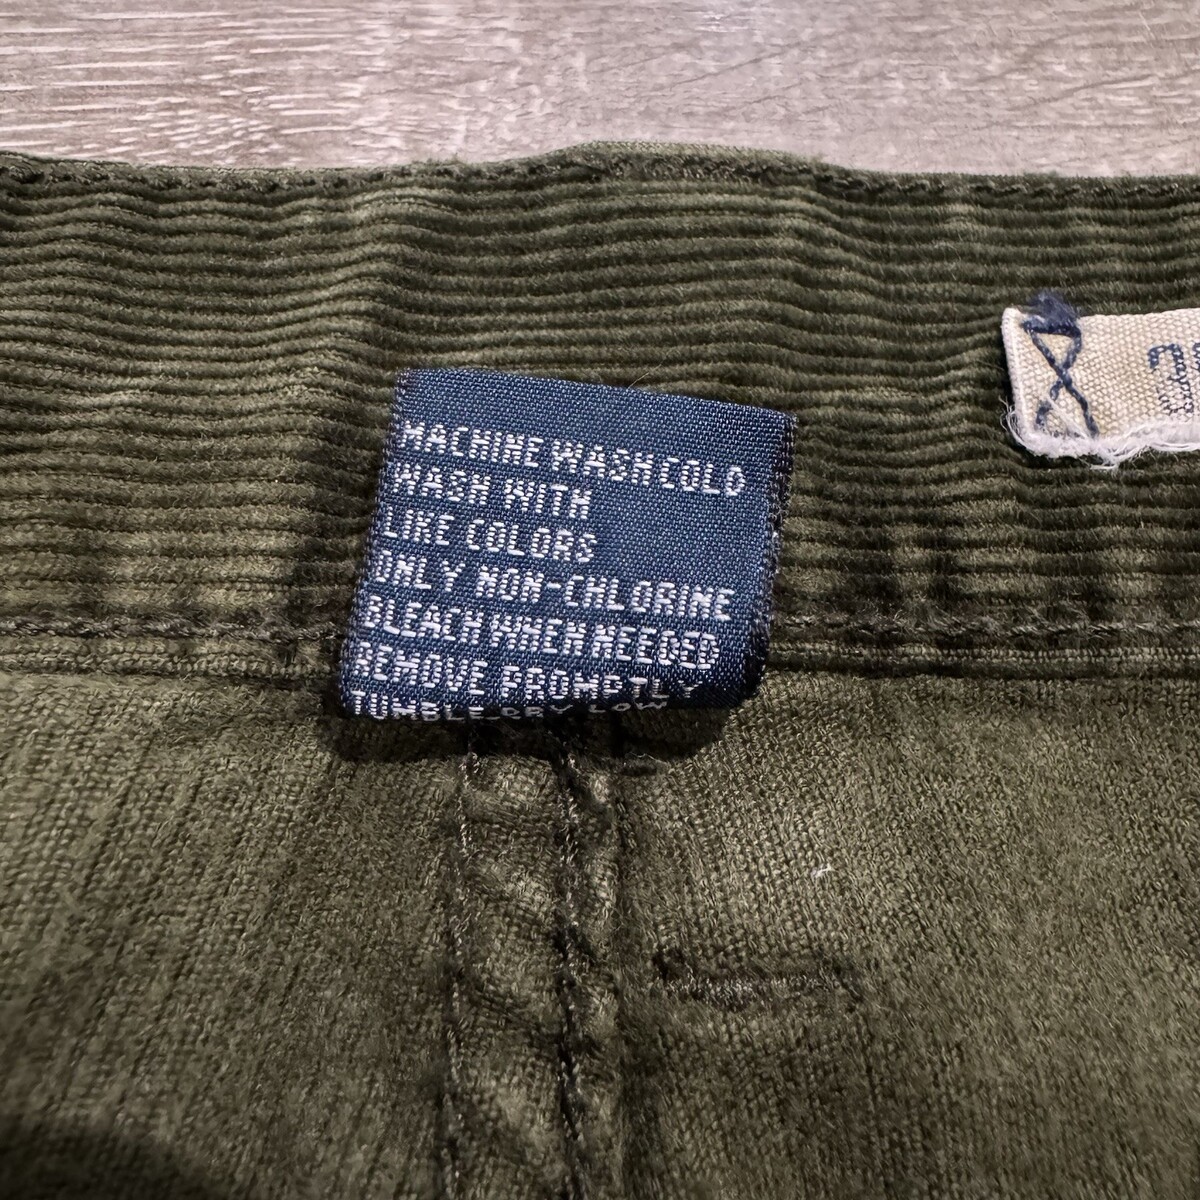 MACHINE WASH COLD
WASH WITH
LIKE COLORS
ONLY NON-CHLORINE
BLEACH WHEN NEEDED
REMOVE PROMPTLY
TUMBLE DRY LOW